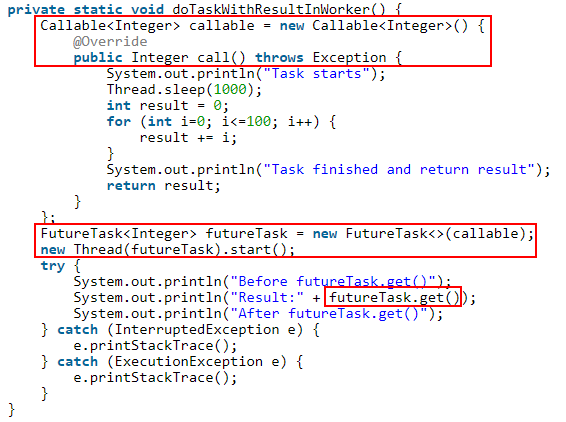 private static void doTaskWithResultInWorker() {
    Callable<Integer> callable = new Callable<Integer>() {
        @Override
        public Integer call() throws Exception {
            System.out.println("Task starts");
            Thread.sleep(1000);
            int result = 0;
            for (int i=0; i<=100; i++) {
                result += i;
            }
            System.out.println("Task finished and return result");
            return result;
        }
    };
    FutureTask<Integer> futureTask = new FutureTask<>(callable);
    new Thread(futureTask).start();
    try {
        System.out.println("Before futureTask.get()");
        System.out.println("Result:" + futureTask.get());
        System.out.println("After futureTask.get()");
    } catch (InterruptedException e) {
        e.printStackTrace();
    } catch (ExecutionException e) {
        e.printStackTrace();
    }
}